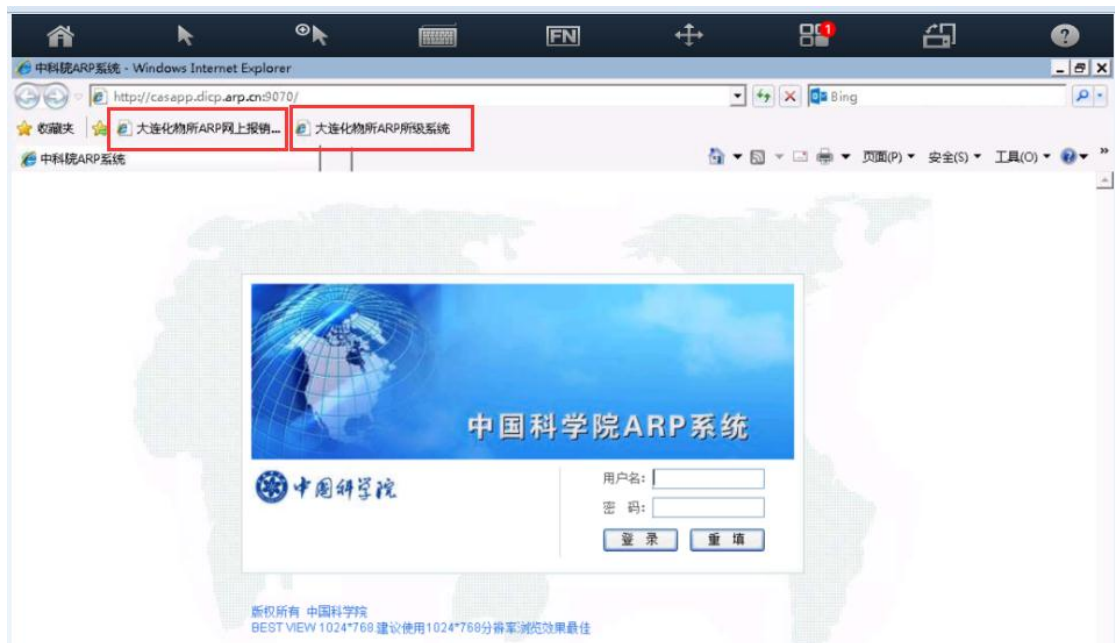 FN
1
?
中科院ARP系统 - Windows Internet Explorer
http://casapp.dicp.arp.cn:9070/
Bing
收藏夹 大连化物所ARP网上报销... 大连化物所ARP所级系统
中科院ARP系统 页面(P) 安全(S) 工具(O) »
中国科学院ARP系统
中国科学院
用户名:
密 码:
登 录 重 填
版权所有 中国科学院
BEST VIEW 1024*768 建议使用1024*768分辨率浏览效果最佳